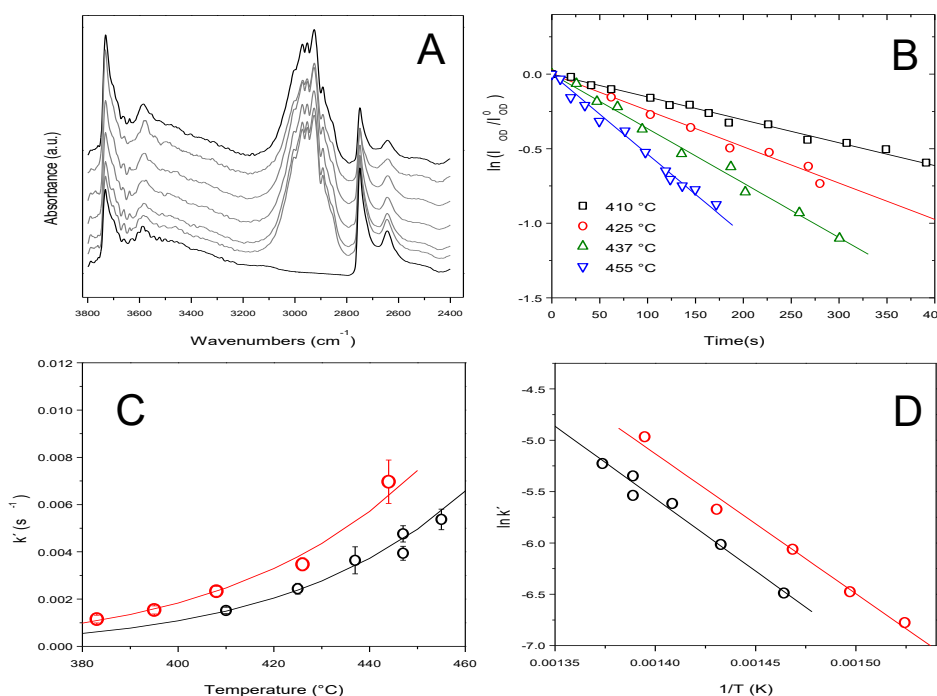 A
Absorbance (a.u.)
3800 3600 3400 3200 3000 2800 2600 2400
Wavenumbers (cm-1)
B
ln (I OD /I0OD)
0.0
-0.5
-1.0
-1.5
410 °C
425 °C
437 °C
455 °C
0 50 100 150 200 250 300 350 40
Time(s)
C
k' (s-1)
0.012
0.010
0.008
0.006
0.004
0.002
0.000
380 400 420 440 460
Temperature (°C)
D
ln k'
-4.5
-5.0
-5.5
-6.0
-6.5
-7.0
0.00135 0.00140 0.00145 0.00150
1/T (K)